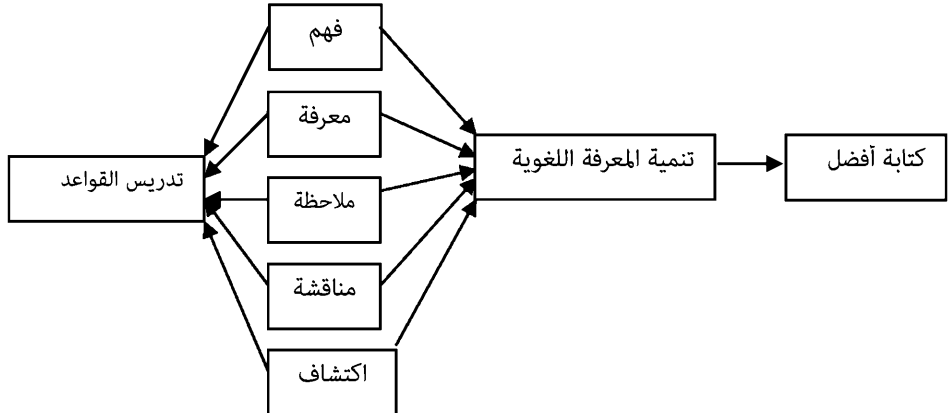 فهم
معرفة
ملاحظة
مناقشة
اكتشاف
تدريس القواعد
تنمية المعرفة اللغوية
كتابة أفضل